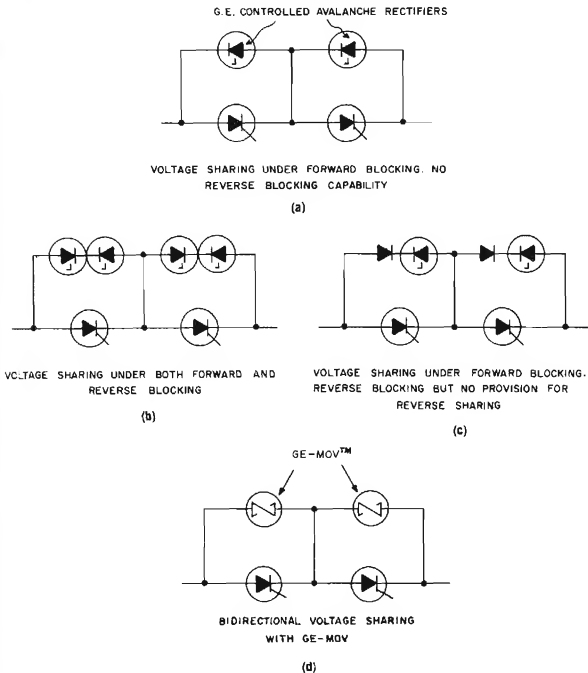 G.E. CONTROLLED AVALANCHE RECTIFIERS
VOLTAGE SHARING UNDER FORWARD BLOCKING. NO
REVERSE BLOCKING CAPABILITY
(a)
VOLTAGE SHARING UNDER BOTH FORWARD AND
REVERSE BLOCKING
(b)
VOLTAGE SHARING UNDER FORWARD BLOCKING.
REVERSE BLOCKING BUT NO PROVISION FOR
REVERSE SHARING
(c)
GE-MOV™
BIDIRECTIONAL VOLTAGE SHARING
WITH GE-MOV
(d)